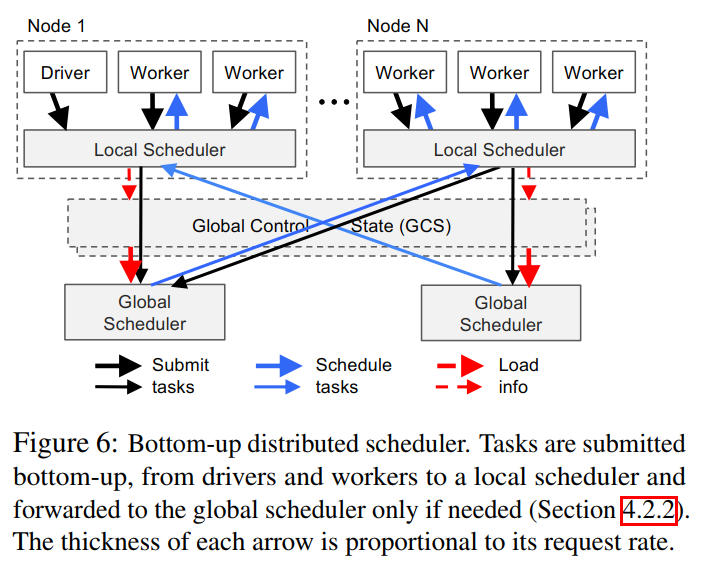 Node 1
Node N
Driver
Worker
Worker
...
Worker
Worker
Worker
Local Scheduler
Local Scheduler
Global Control State (GCS)
Global
Scheduler
Global
Scheduler
Submit
tasks
Schedule
tasks
Load
info
Figure 6: Bottom-up distributed scheduler. Tasks are submitted
bottom-up, from drivers and workers to a local scheduler and
forwarded to the global scheduler only if needed (Section 4.2.2).
The thickness of each arrow is proportional to its request rate.